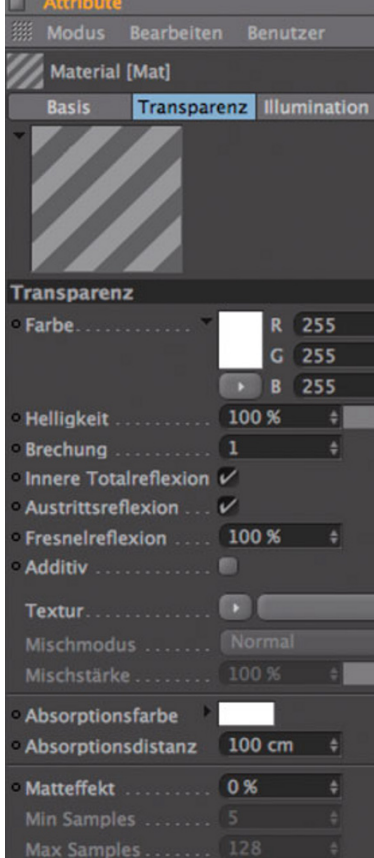 Attribute
Modus Bearbeiten Benutzer
Material [Mat]
Basis Transparenz Illumination
Transparenz
Farbe............ R 255
G 255
B 255
Helligkeit .......... 100 %
Brechung .......... 1
Innere Totalreflexion
Austrittsreflexion ...
Fresnelreflexion .... 100 %
Additiv ............
Textur............
Mischmodus ....... Normal
Mischstärke ........ 100 %
Absorptionsfarbe
Absorptionsdistanz 100 cm
Matteffekt ......... 0 %
Min Samples ....... 5
Max Samples ....... 128